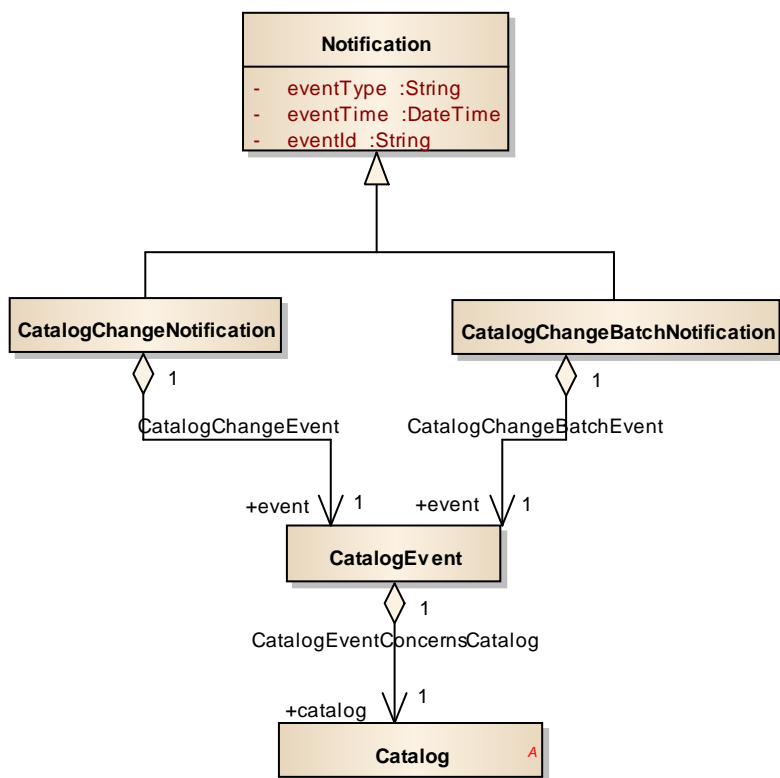 Notification
- eventType :String
- eventTime :DateTime
- eventId :String
CatalogChangeNotification
CatalogChangeBatchNotification
1
1
CatalogChangeEvent
CatalogChangeBatchEvent
+event 1
+event 1
CatalogEvent
1
CatalogEventConcernsCatalog
1
+catalog
Catalog
A